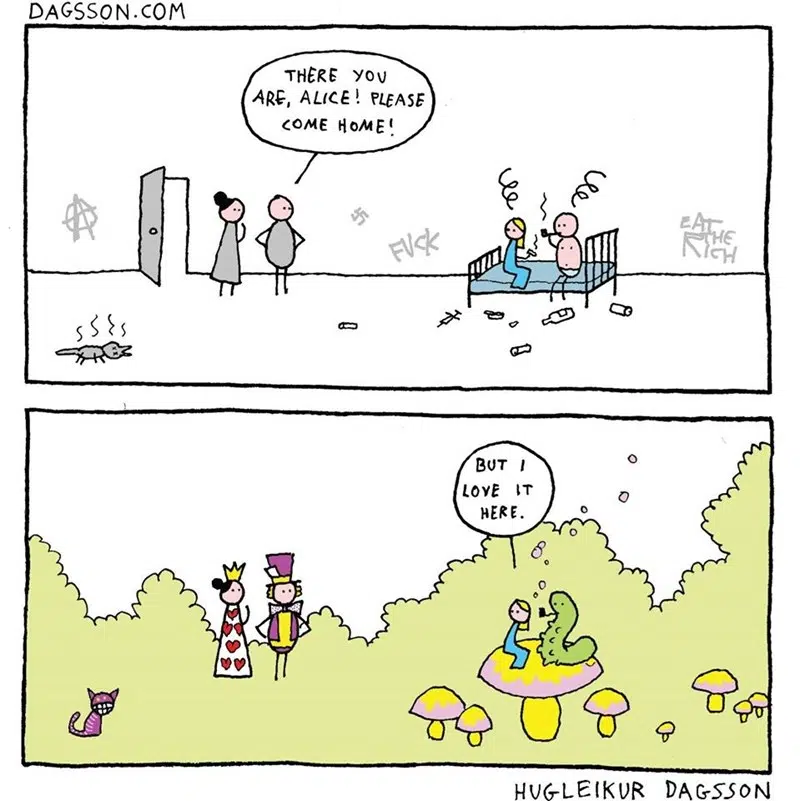 DAGSSON.COM
THERE YOU
ARE, ALICE! PLEASE
COME HOME!
FUCK
EAT
THE
RICH
BUT I
LOVE IT
HERE.
HUGLEIKUR DAGSSON